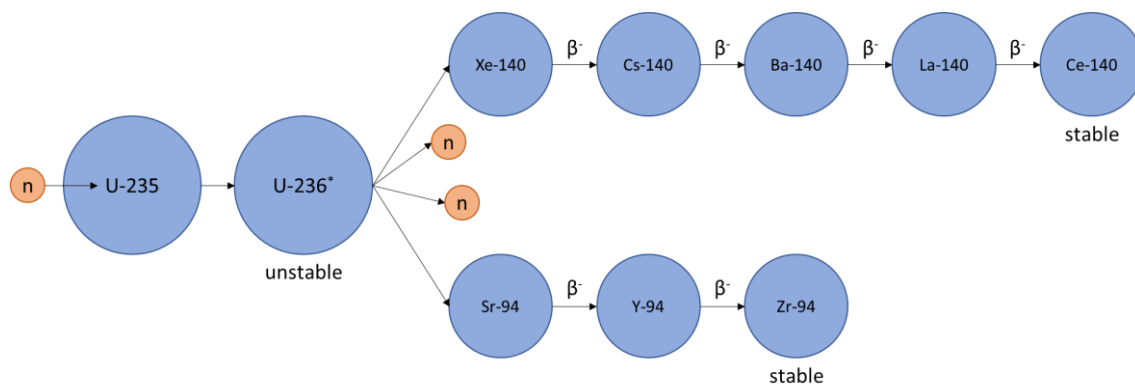 β⁻ β⁻ β⁻ β⁻
Xe-140 Cs-140 Ba-140 La-140 Ce-140
stable
n
n U-235 U-236*
n
unstable
β⁻ β⁻
Sr-94 Y-94 Zr-94
stable